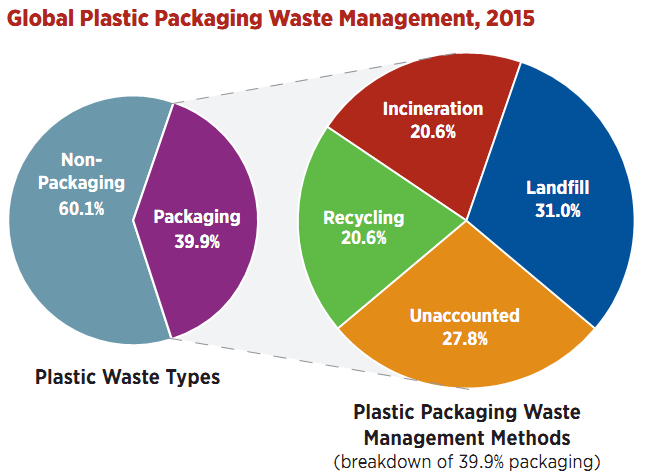 Global Plastic Packaging Waste Management, 2015
Non-
Packaging
60.1%
Packaging
39.9%
Plastic Waste Types
Incineration
20.6%
Landfill
31.0%
Recycling
20.6%
Unaccounted
27.8%
Plastic Packaging Waste
Management Methods
(breakdown of 39.9% packaging)